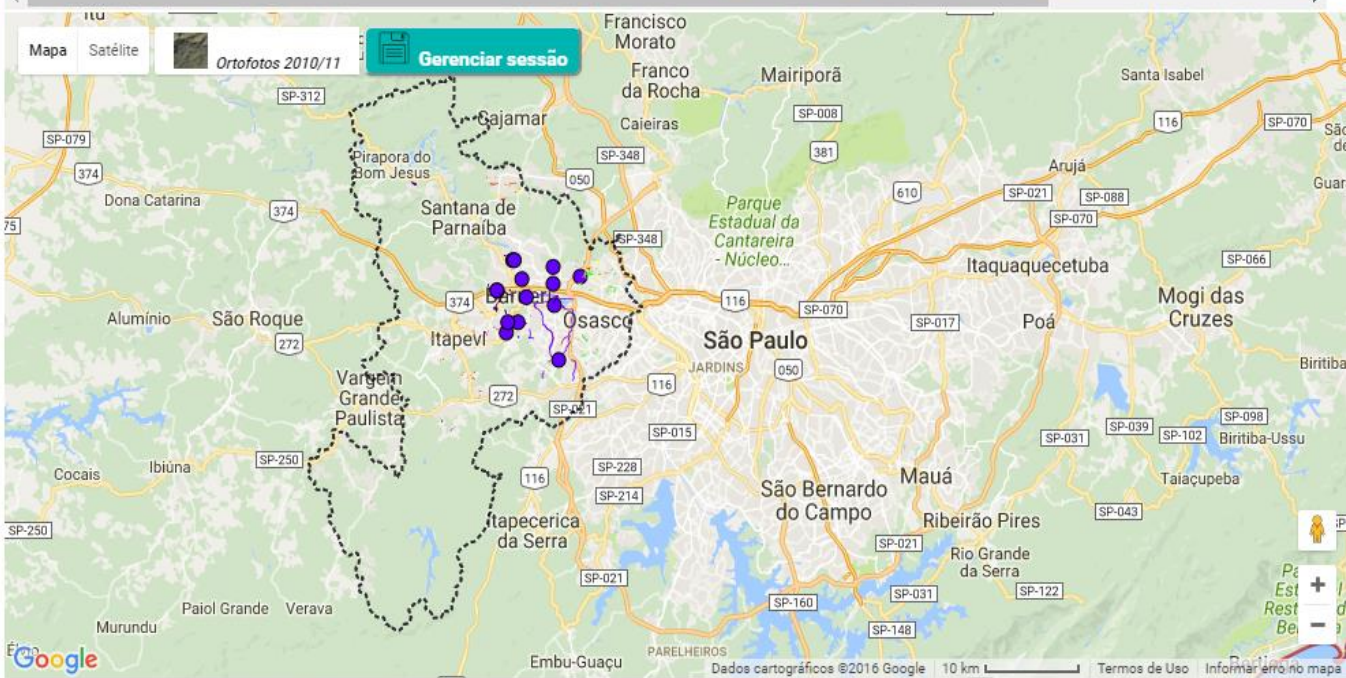 Itu
Francisco
Morato
Mapa
Satélite
Ortofotos 2010/11
Gerenciar sessão
Franco
da Rocha
Mairiporã
Santa Isabel
SP-312
Cajamar
Caieiras
SP-008
116
SP-070
SP-079
374
Pirapora do
Bom Jesus
SP-348
381
Arujá
050
Dona Catarina
374
Santana de
Parnaíba
Parque
Estadual da
Cantareira
- Núcleo...
610
SP-021
SP-088
SP-070
75
SP-348
Itaquaquecetuba
SP-066
374
116
SP-070
Mogi das
Cruzes
Alumínio
São Roque
272
Itapevi
Osasco
São Paulo
SP-017
Poá
JARDINS
050
Vargem
Grande
Paulista
272
116
SP-021
SP-015
SP-031
SP-039
SP-102
SP-098
Biritiba-Ussu
Cocais
Ibiúna
SP-250
116
SP-228
SP-214
São Bernardo
do Campo
Mauá
Taiaçupeba
SP-250
Itapecerica
da Serra
Ribeirão Pires
SP-043
SP-021
Rio Grande
da Serra
SP-021
SP-160
SP-031
SP-122
Paiol Grande
Verava
Murundu
SP-148
PARELHEIROS
Embu-Guaçu
Google
Dados cartográficos ©2016 Google
10 km
Termos de Uso
Informar erro no mapa